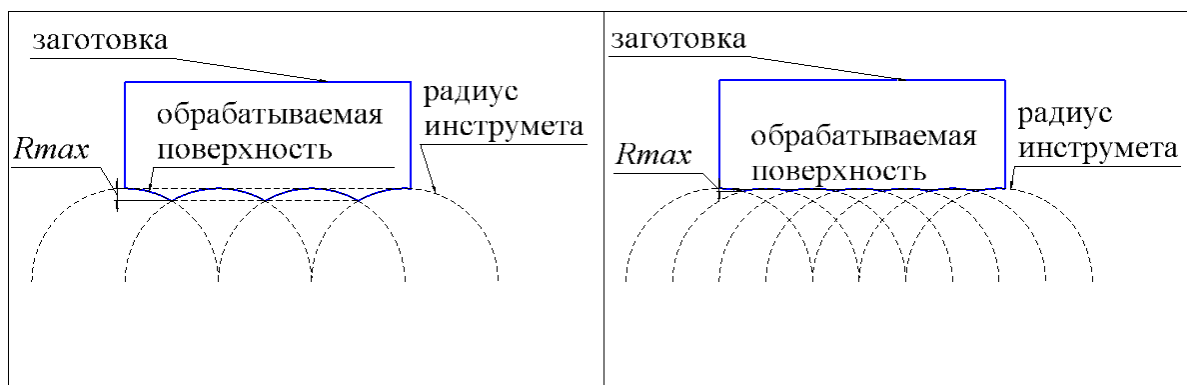 заготовка
обрабатываемая
поверхность
Rmax
радиус
инструмета
заготовка
обрабатываемая
поверхность
Rmax
радиус
инструмета